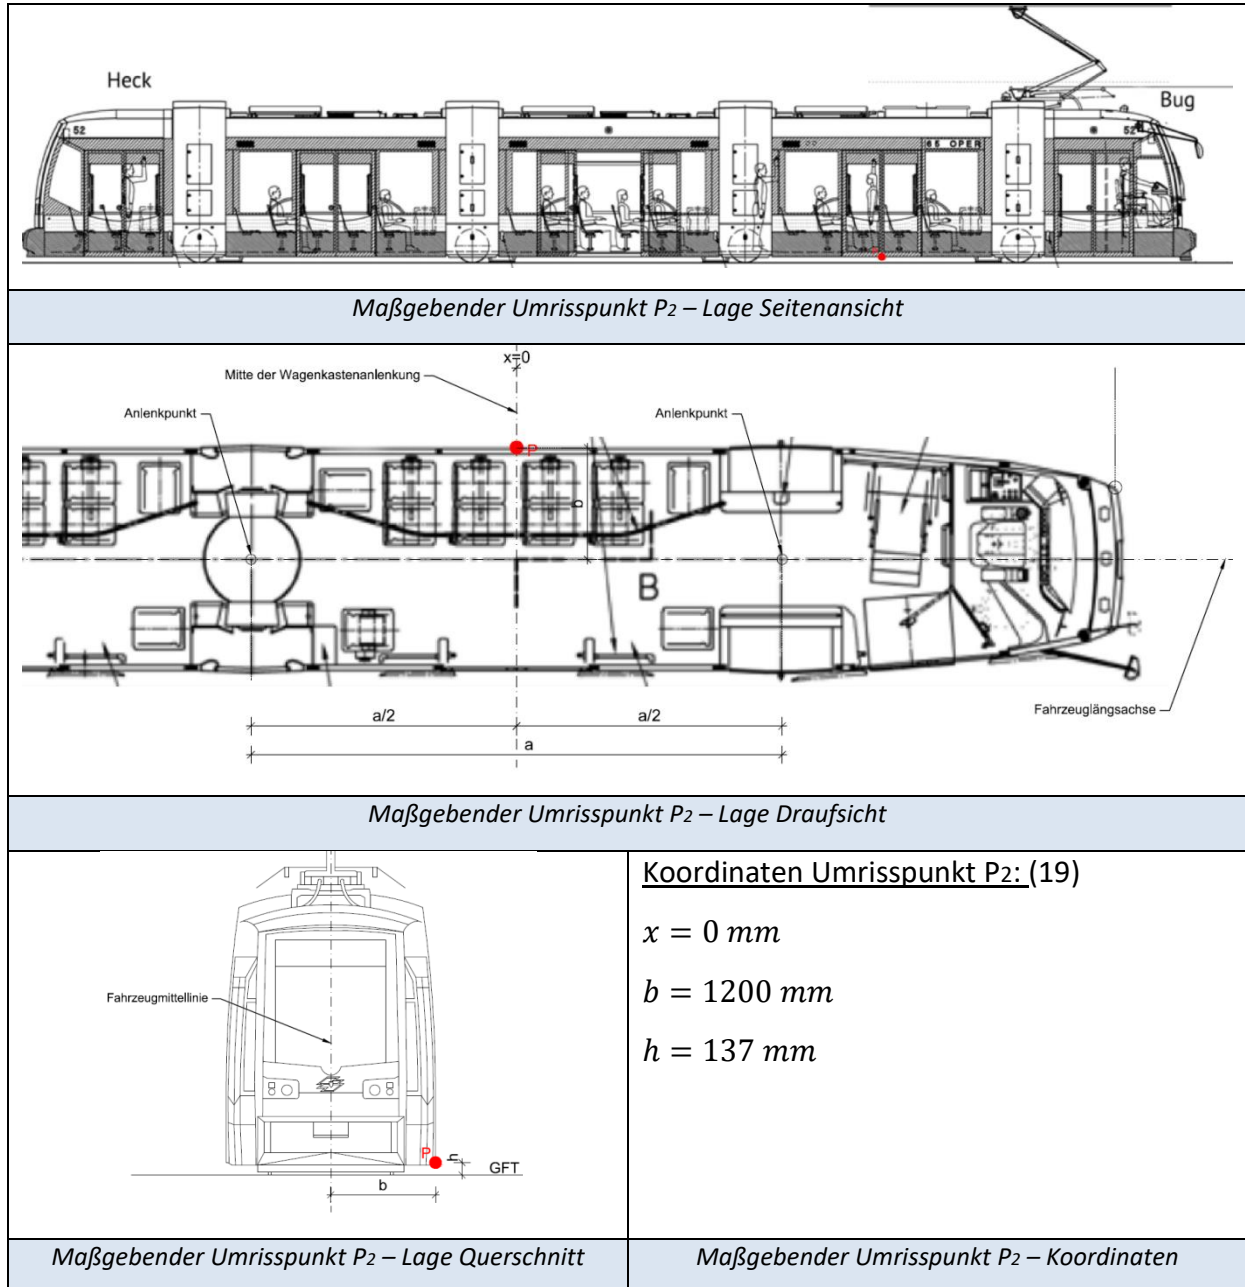 Heck
Bug
52
52
65 OPER
Maßgebender Umrisspunkt P2 – Lage Seitenansicht
x=0
Mitte der Wagenkastenanlenkung
Anlenkpunkt
Anlenkpunkt
P
b
B
a/2
a/2
a
Fahrzeuglängsachse
Maßgebender Umrisspunkt P2 – Lage Draufsicht
Fahrzeugmittellinie
P
h
GFT
b
Koordinaten Umrisspunkt P2: (19)
x = 0 mm
b = 1200 mm
h = 137 mm
Maßgebender Umrisspunkt P2 – Lage Querschnitt
Maßgebender Umrisspunkt P2 – Koordinaten